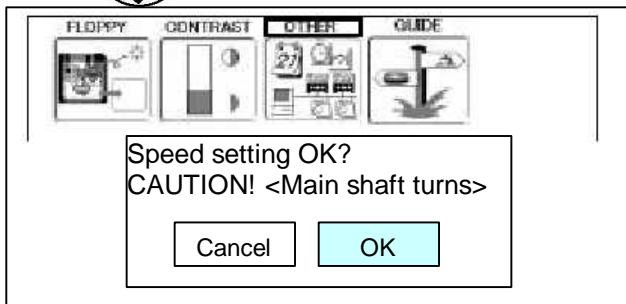 FLOPPY CONTRAST OTHER GUIDE
Speed setting OK?
CAUTION! <Main shaft turns>
Cancel OK